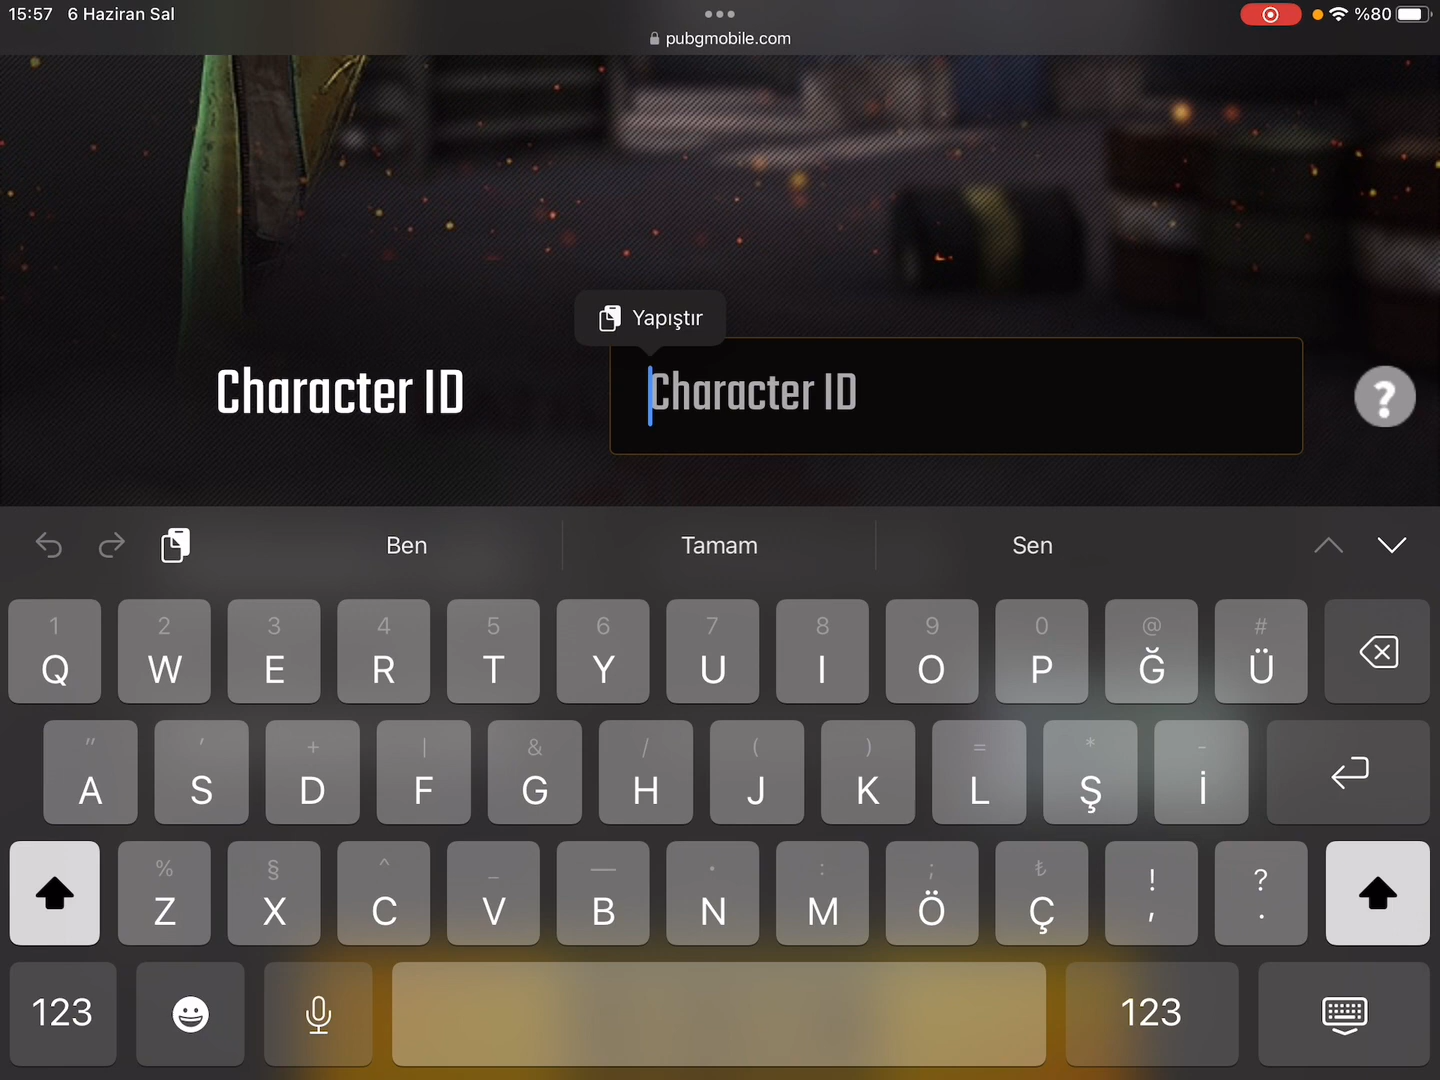 15:57 6 Haziran Sal
%80
pubgmobile.com
Yapıştır
Character ID
Character ID
?
Ben
Tamam
Sen
1 2 3 4 5 6 7 8 9 0 @ #
Q W E R T Y U I O P Ğ Ü
" ' + | & / ( ) = * -
A S D F G H J K L Ş İ
% § ^ _ — · : ; ₺ ! ?
Z X C V B N M Ö Ç , .
123
123